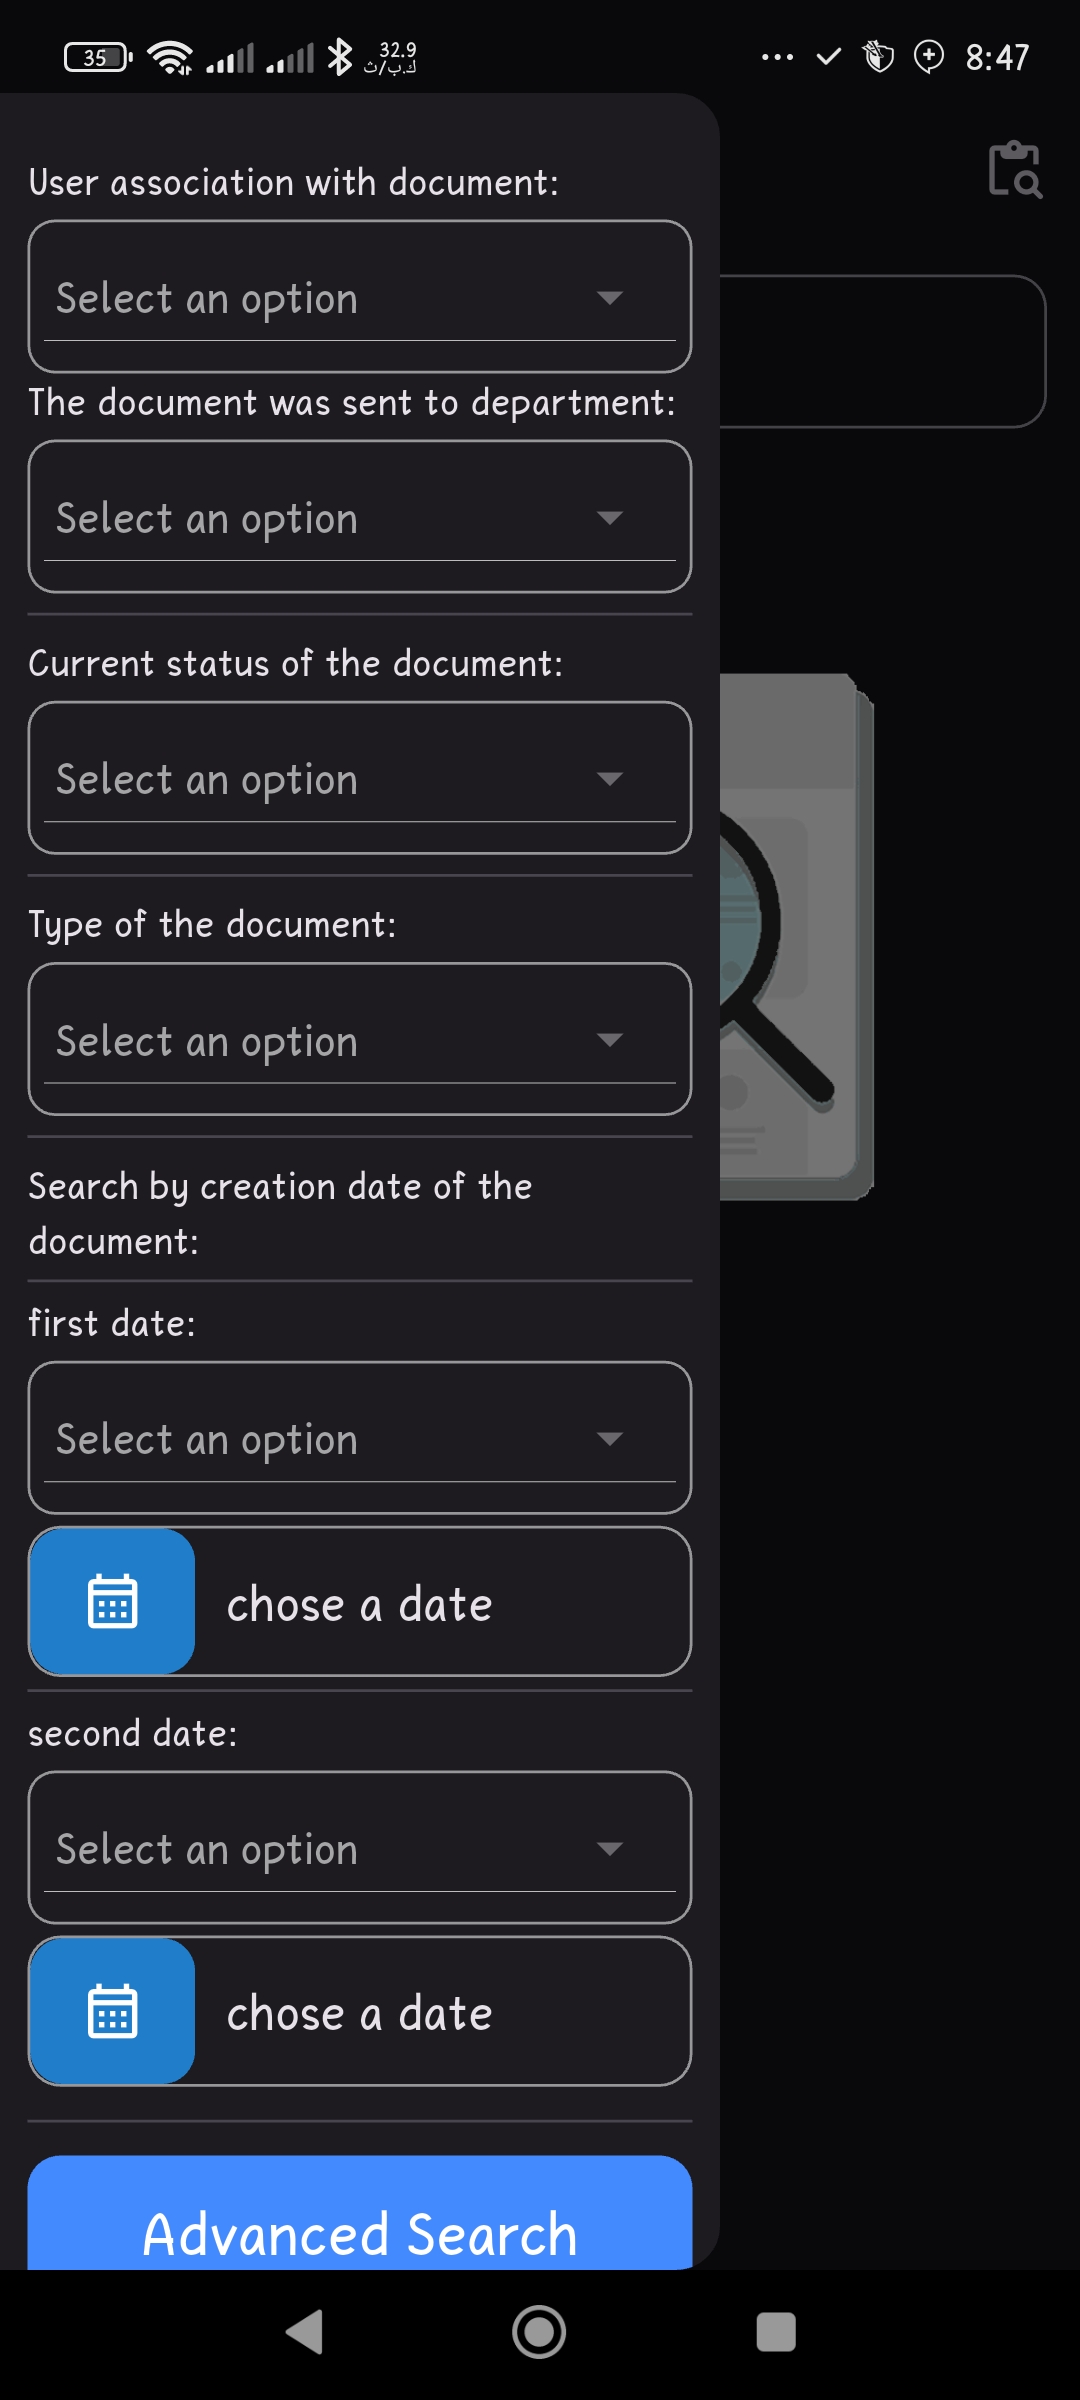 35
32.9
ك.ب/ث
8:47
User association with document:
Select an option
The document was sent to department:
Select an option
Current status of the document:
Select an option
Type of the document:
Select an option
Search by creation date of the
document:
first date:
Select an option
chose a date
second date:
Select an option
chose a date
Advanced Search